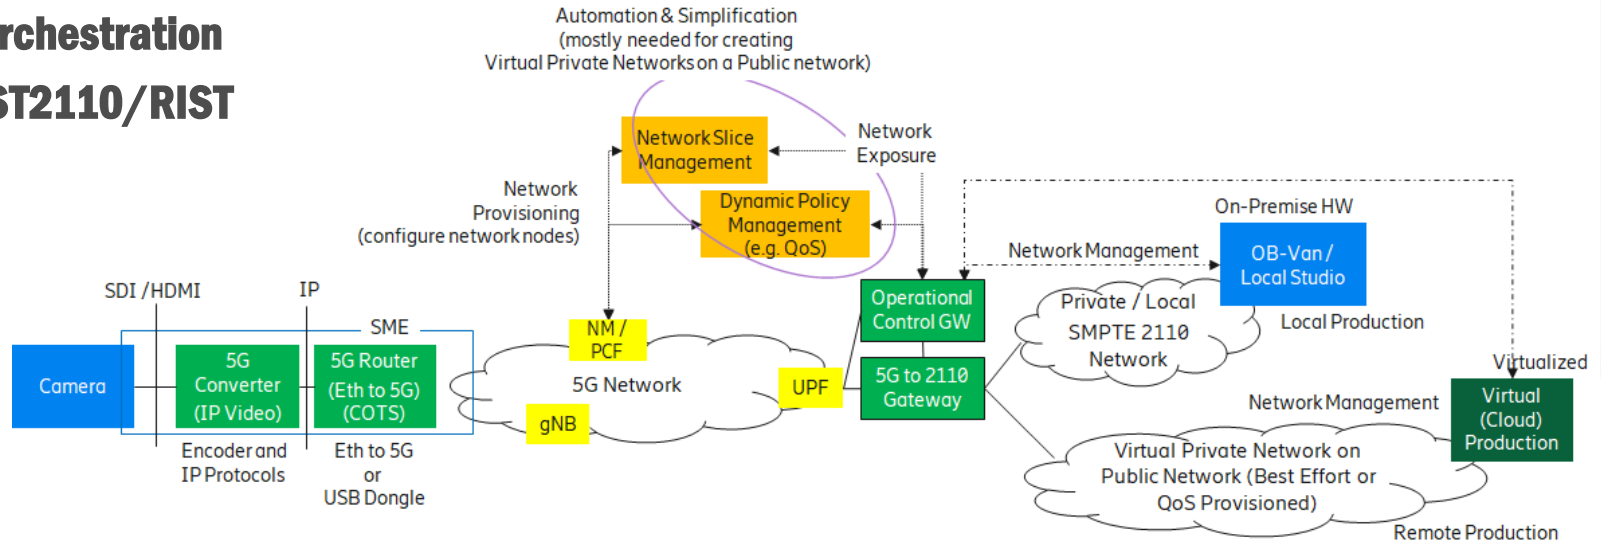 rchestration
ST2110/RIST
Automation & Simplification
(mostly needed for creating
Virtual Private Networks on a Public network)
Network Slice
Management
Network
Exposure
Network
Provisioning
(configure network nodes)
Dynamic Policy
Management
(e.g. QoS)
On-Premise HW
Network Management
OB-Van /
Local Studio
SDI /HDMI
IP
SME
NM /
PCF
Operational
Control GW
Private / Local
SMPTE 2110
Network
Local Production
Camera
5G
Converter
(IP Video)
5G Router
(Eth to 5G)
(COTS)
5G Network
gNB
UPF
5G to 2110
Gateway
Virtualized
Network Management
Virtual
(Cloud)
Production
Encoder and
IP Protocols
Eth to 5G
or
USB Dongle
Virtual Private Network on
Public Network (Best Effort or
QoS Provisioned)
Remote Production